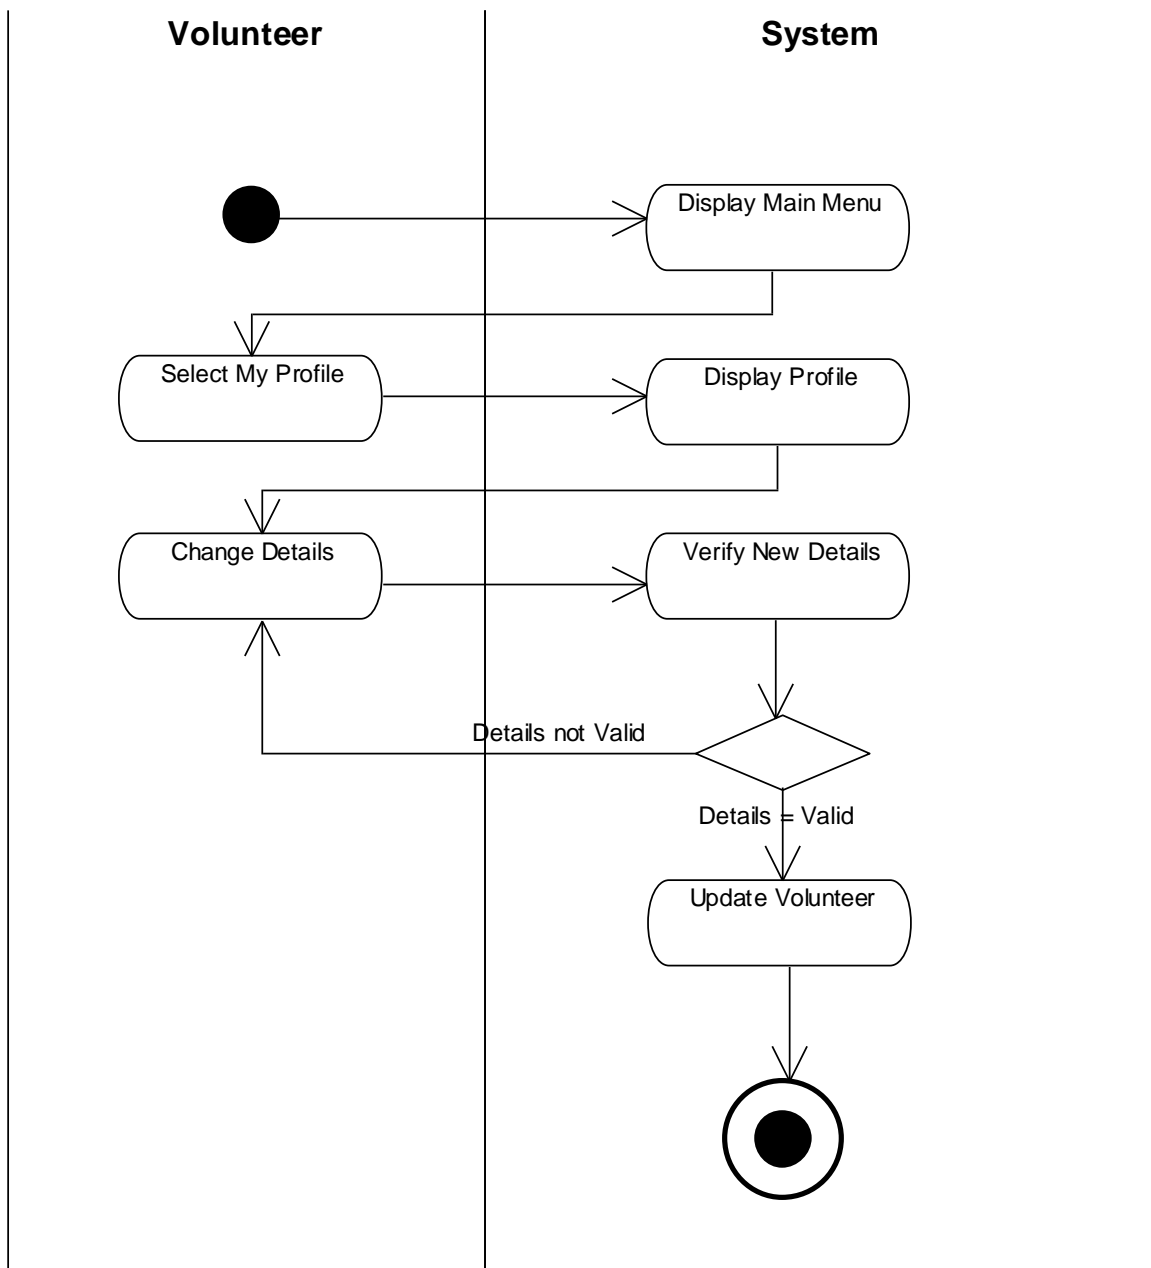 Volunteer
System
Display Main Menu
Select My Profile
Display Profile
Change Details
Verify New Details
Details not Valid
Details = Valid
Update Volunteer